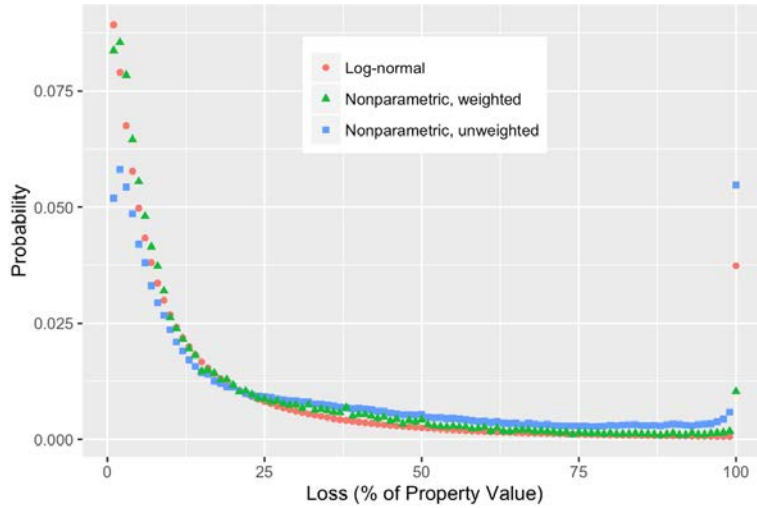 0.075
0.050
0.025
0.000
Probability
Log-normal
Nonparametric, weighted
Nonparametric, unweighted
0
25
50
75
100
Loss (% of Property Value)